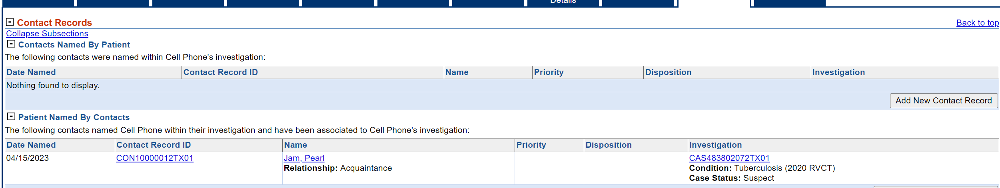 Details
Contact Records
Back to top
Collapse Subsections
Contacts Named By Patient
The following contacts were named within Cell Phone's investigation:
Date Named Contact Record ID Name Priority Disposition Investigation
Nothing found to display.
Add New Contact Record
Patient Named By Contacts
The following contacts named Cell Phone within their investigation and have been associated to Cell Phone's investigation:
Date Named Contact Record ID Name Priority Disposition Investigation
04/15/2023 CON10000012TX01 Jam, Pearl CAS483802072TX01
Relationship: Acquaintance Condition: Tuberculosis (2020 RVCT)
Case Status: Suspect